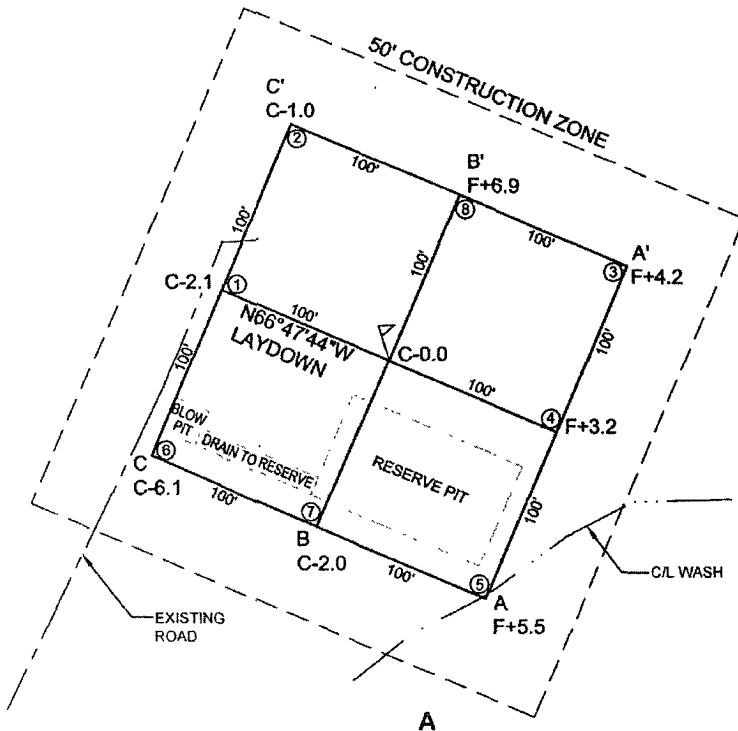 50' CONSTRUCTION ZONE
C'
C-1.0
2
100'
B'
F+6.9
8
100'
A'
3
F+4.2
100'
100'
100'
C-2.1
1
100'
N66°47'44"W
LAYDOWN
C-0.0
100'
4
F+3.2
100'
BLOW
PIT
DRAIN TO RESERVE
RESERVE PIT
6
C
C-6.1
100'
7
B
C-2.0
100'
100'
5
A
F+5.5
C/L WASH
EXISTING
ROAD
A